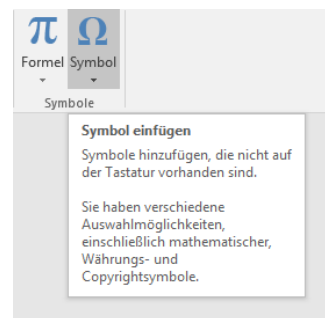 π Ω
Formel Symbol
Symbole
Symbol einfügen
Symbole hinzufügen, die nicht auf
der Tastatur vorhanden sind.
Sie haben verschiedene
Auswahlmöglichkeiten,
einschließlich mathematischer,
Währungs- und
Copyrightsymbole.